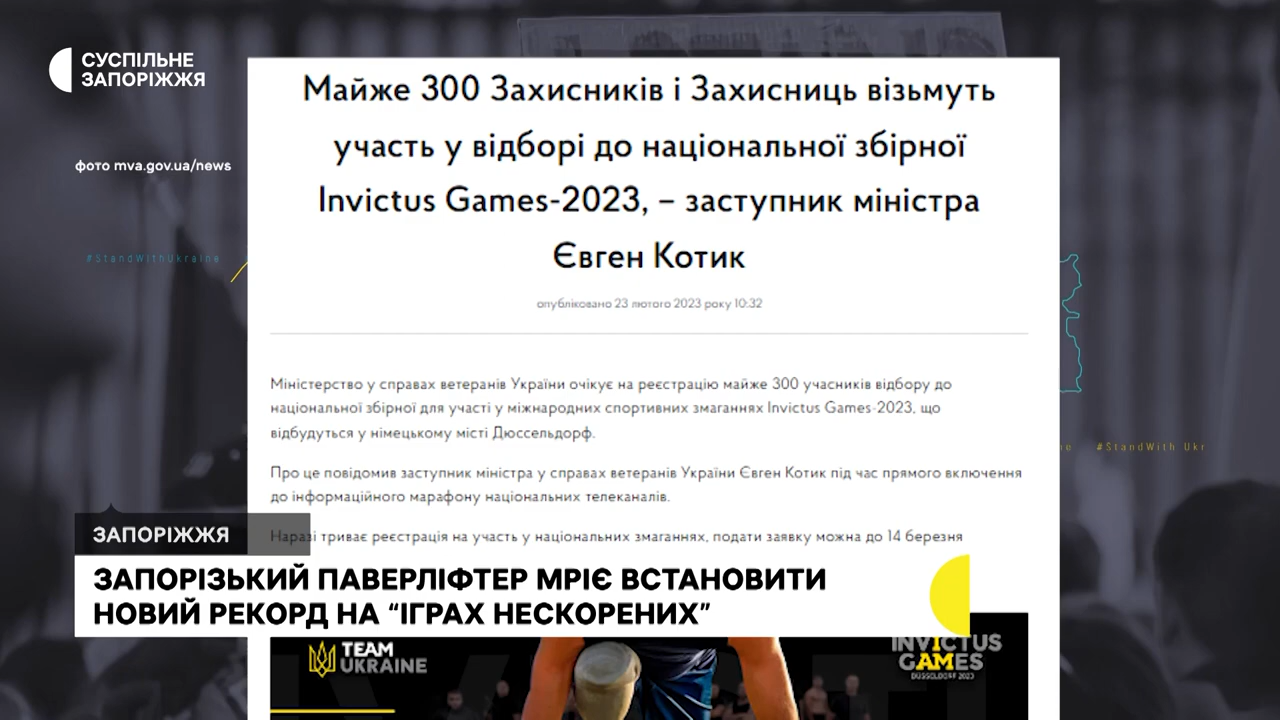 СУСПІЛЬНЕ
ЗАПОРІЖЖЯ
фото mva.gov.ua/news
Майже 300 Захисників і Захисниць візьмуть
участь у відборі до національної збірної
Invictus Games-2023, – заступник міністра
Євген Котик
опубліковано 23 лютого 2023 року 10:32
#StandWithUkraine
Міністерство у справах ветеранів України очікує на реєстрацію майже 300 учасників відбору до
національної збірної для участі у міжнародних спортивних змаганнях Invictus Games-2023, що
відбудуться у німецькому місті Дюссельдорф.
#StandWith Ukr
Про це повідомив заступник міністра у справах ветеранів України Євген Котик під час прямого включення
до інформаційного марафону національних телеканалів.
Наразі триває реєстрація на участь у національних змаганнях, подати заявку можна до 14 березня
ЗАПОРІЖЖЯ
ЗАПОРІЗЬКИЙ ПАВЕРЛІФТЕР МРІЄ ВСТАНОВИТИ
НОВИЙ РЕКОРД НА “ІГРАХ НЕСКОРЕНИХ”
TEAM
UKRAINE
INVICTUS
GAMES
DÜSSELDORF 2023